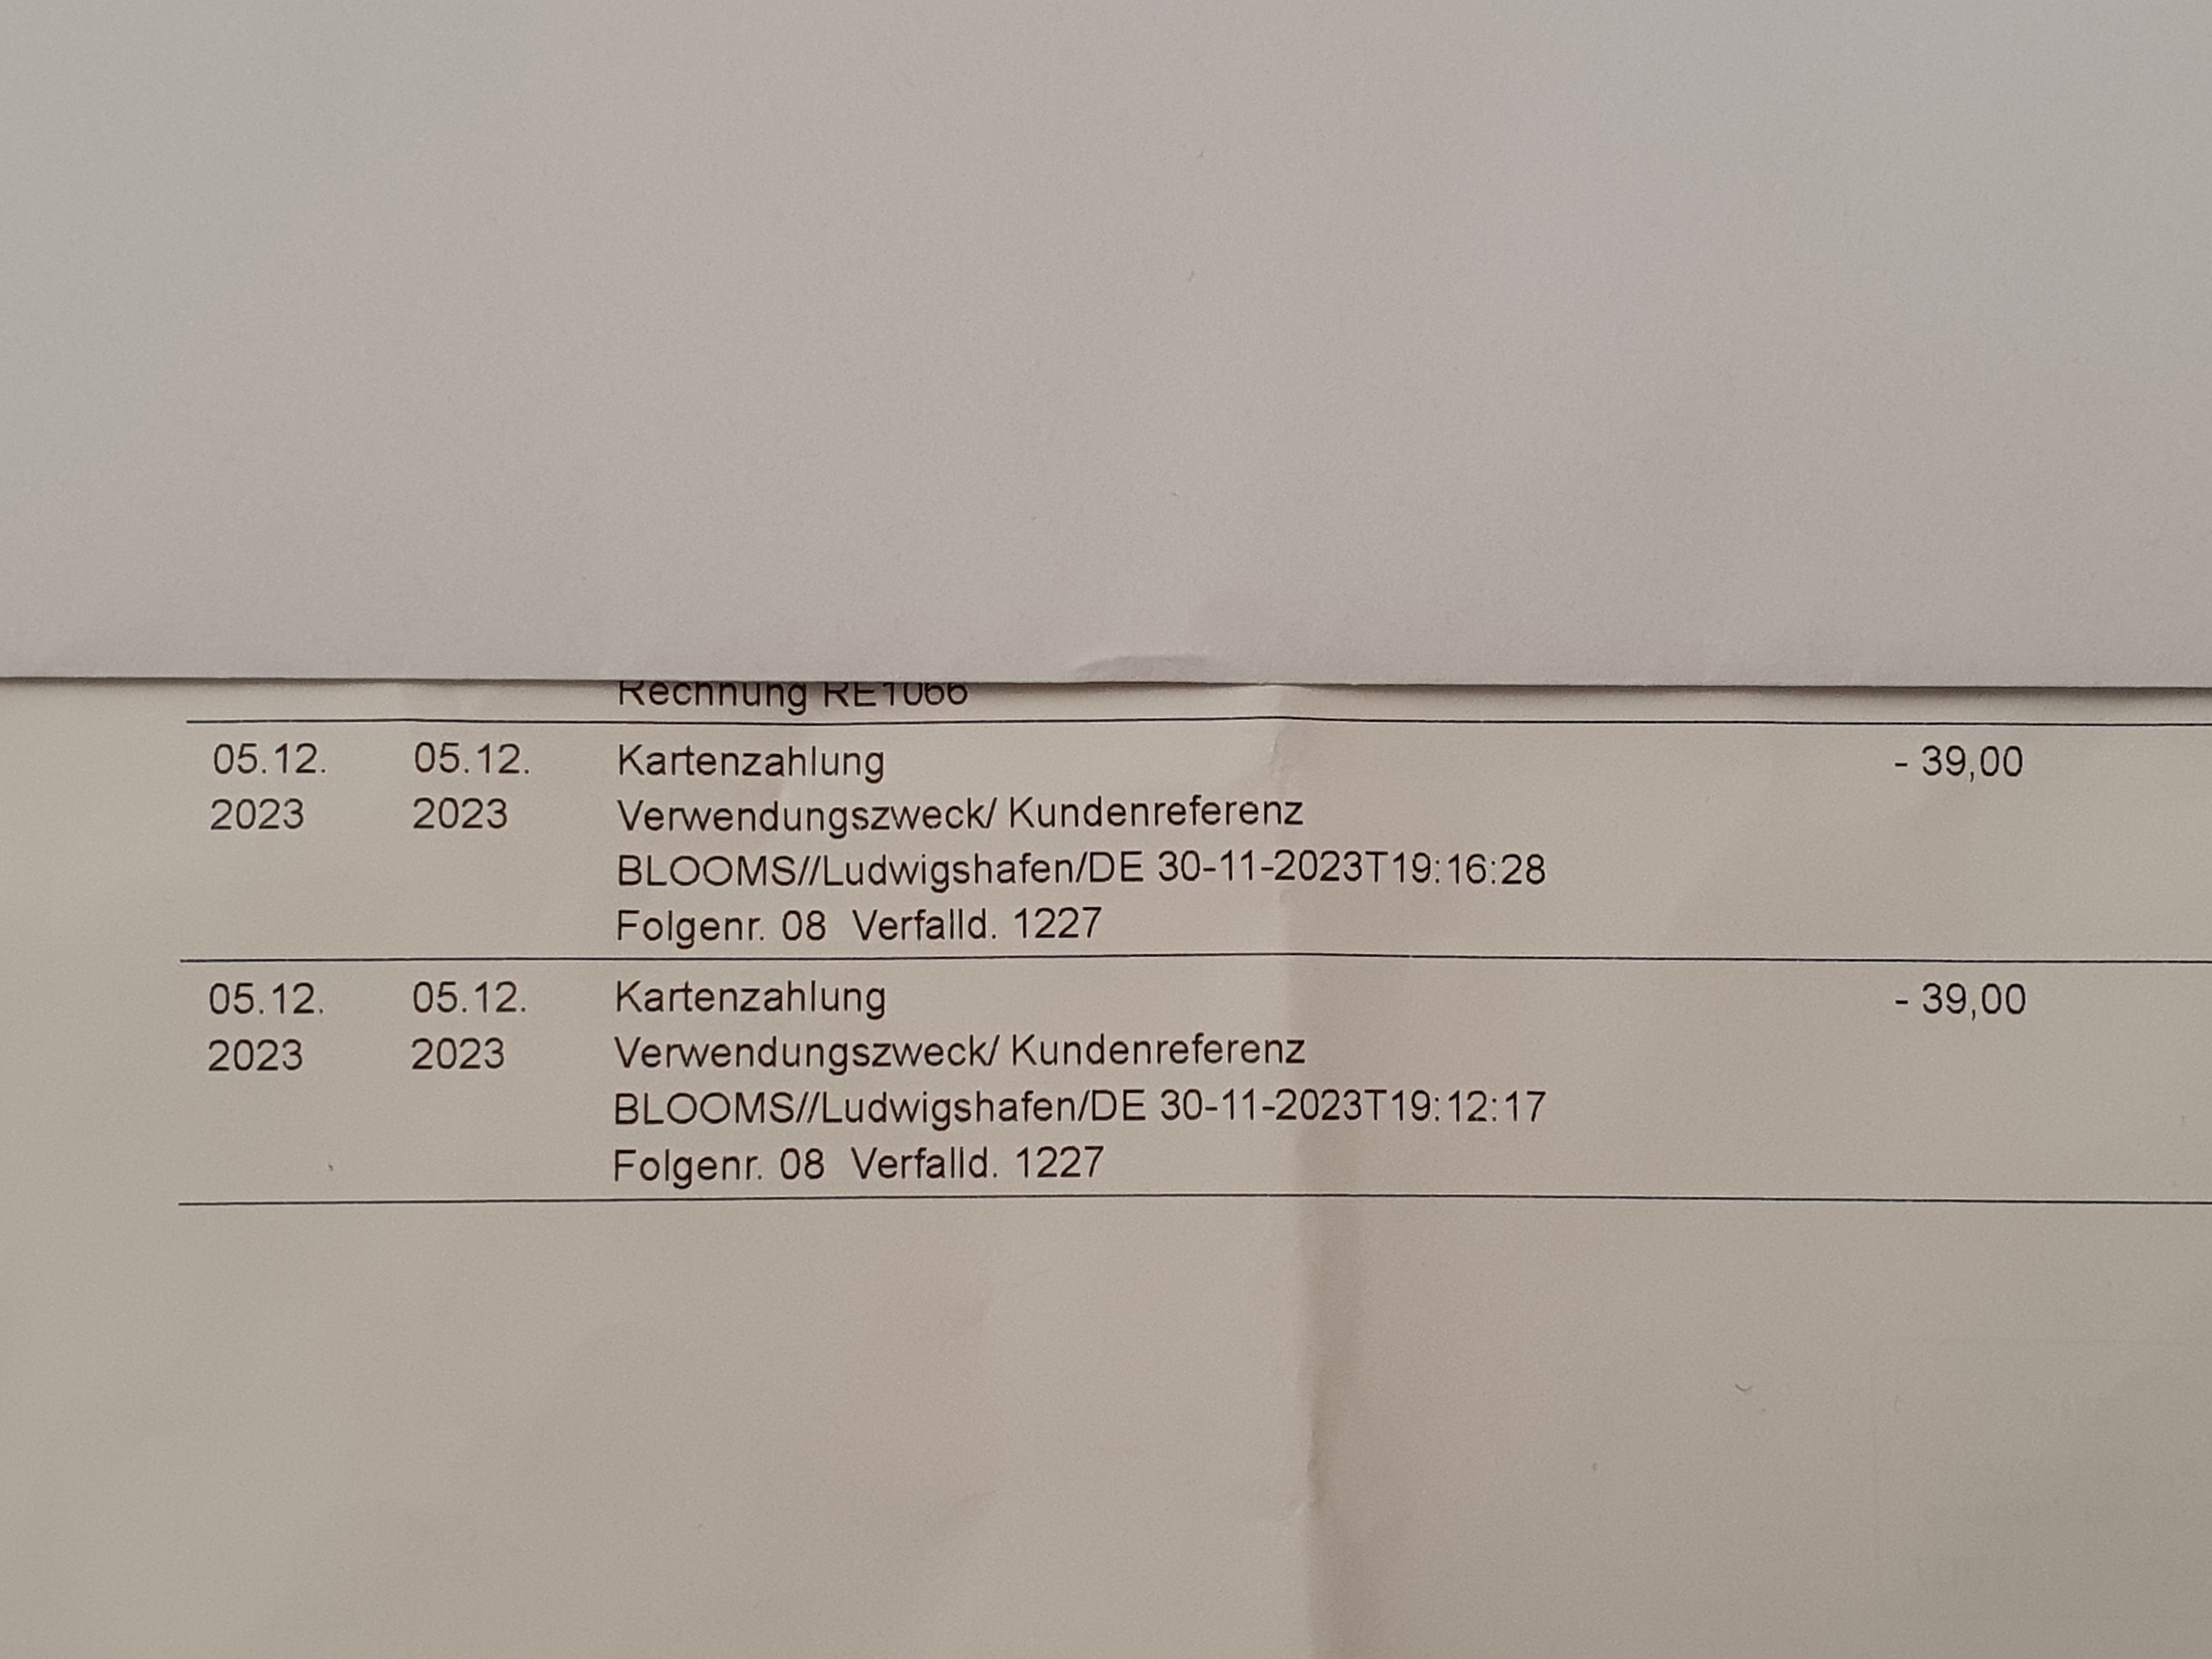 Rechnung RE1066
05.12. 05.12. Kartenzahlung - 39,00
2023 2023 Verwendungszweck/ Kundenreferenz
BLOOMS//Ludwigshafen/DE 30-11-2023T19:16:28
Folgenr. 08 Verfalld. 1227
05.12. 05.12. Kartenzahlung - 39,00
2023 2023 Verwendungszweck/ Kundenreferenz
BLOOMS//Ludwigshafen/DE 30-11-2023T19:12:17
Folgenr. 08 Verfalld. 1227